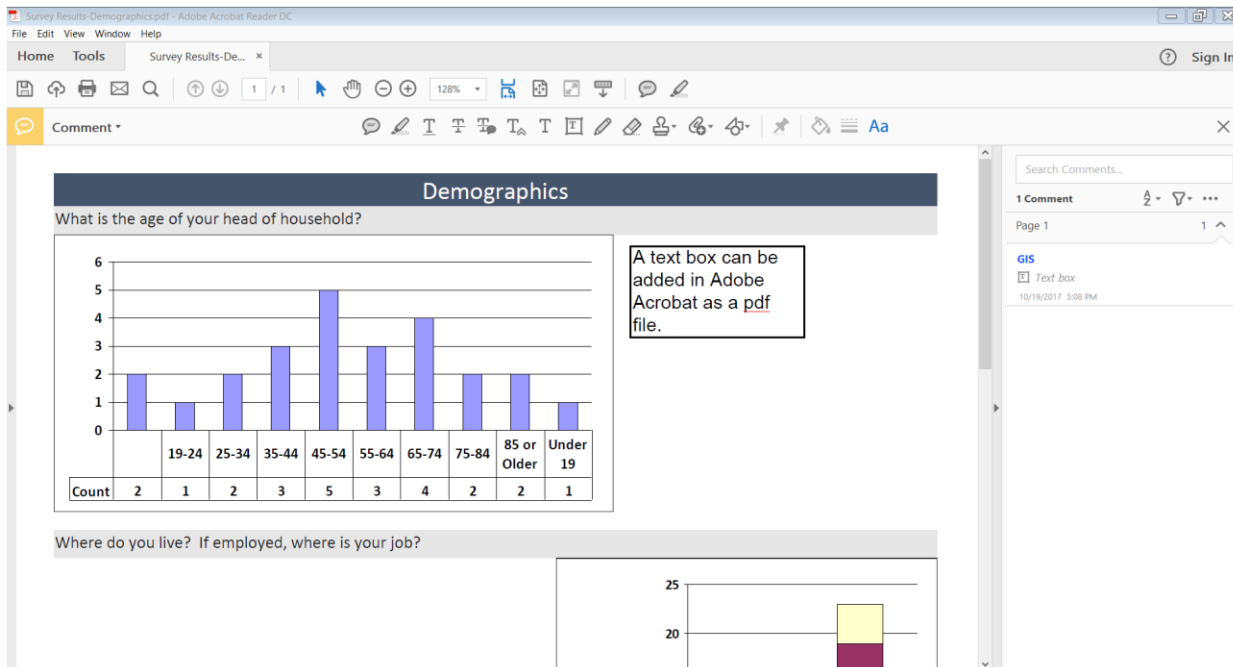 Survey Results-Demographics.pdf - Adobe Acrobat Reader DC
File Edit View Window Help
Home Tools Survey Results-De... ×
? Sign In
1 / 1 128%
Comment
T T T T T T Aa
Demographics
What is the age of your head of household?
A text box can be
added in Adobe
Acrobat as a pdf
file.
6
5
4
3
2
1
0
19-24 25-34 35-44 45-54 55-64 65-74 75-84 85 or Older Under 19
Count 2 1 2 3 5 3 4 2 2 1
Where do you live? If employed, where is your job?
25
20
Search Comments...
1 Comment
Page 1 1
GIS
T Text box
10/19/2017 5:08 PM